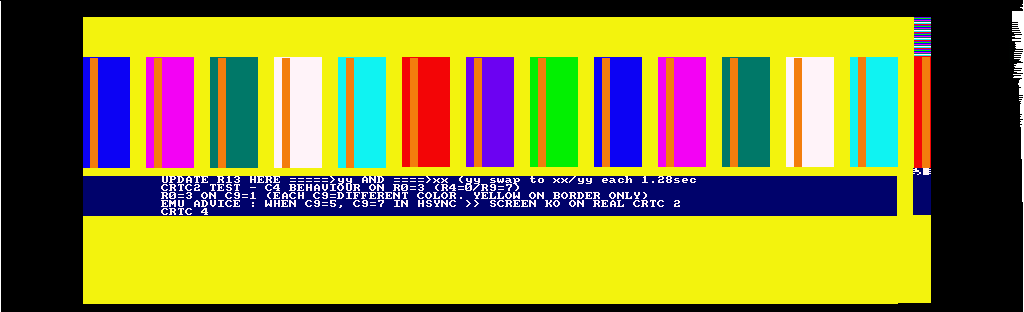 UPDATE R13 HERE =====>yy AND ====>xx (yy swap to xx/yy each 1.28sec
CRTC2 TEST - C4 BEHAVIOUR ON R0=3 (R4=0/R9=7)
R0=3 ON C9=1 (EACH C9=DIFFERENT COLOR. YELLOW ON BORDER ONLY)
EMU ADVICE : WHEN C9=5, C9=7 IN HSYNC >> SCREEN KO ON REAL CRTC 2
CRTC 4